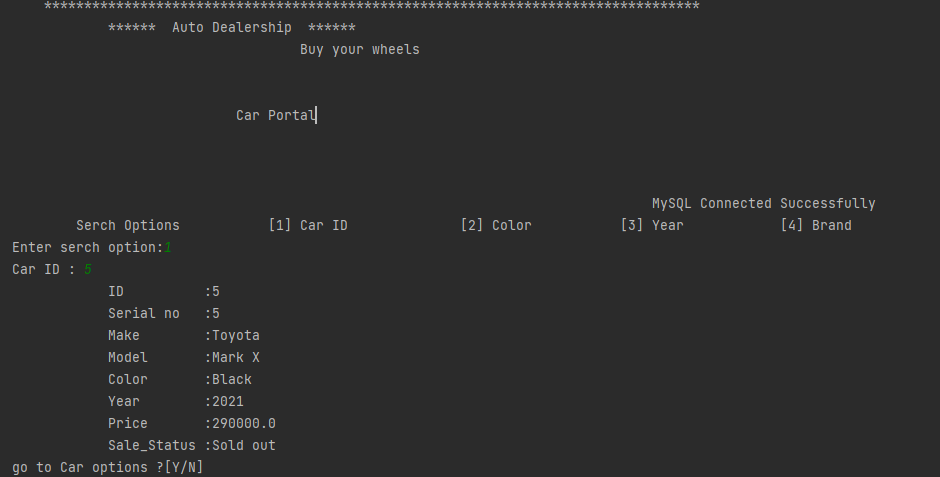 **********************************************************************************
****** Auto Dealership ******
Buy your wheels
Car Portal
MySQL Connected Successfully
Serch Options [1] Car ID [2] Color [3] Year [4] Brand
Enter serch option:1
Car ID : 5
ID :5
Serial no :5
Make :Toyota
Model :Mark X
Color :Black
Year :2021
Price :290000.0
Sale_Status :Sold out
go to Car options ?[Y/N]